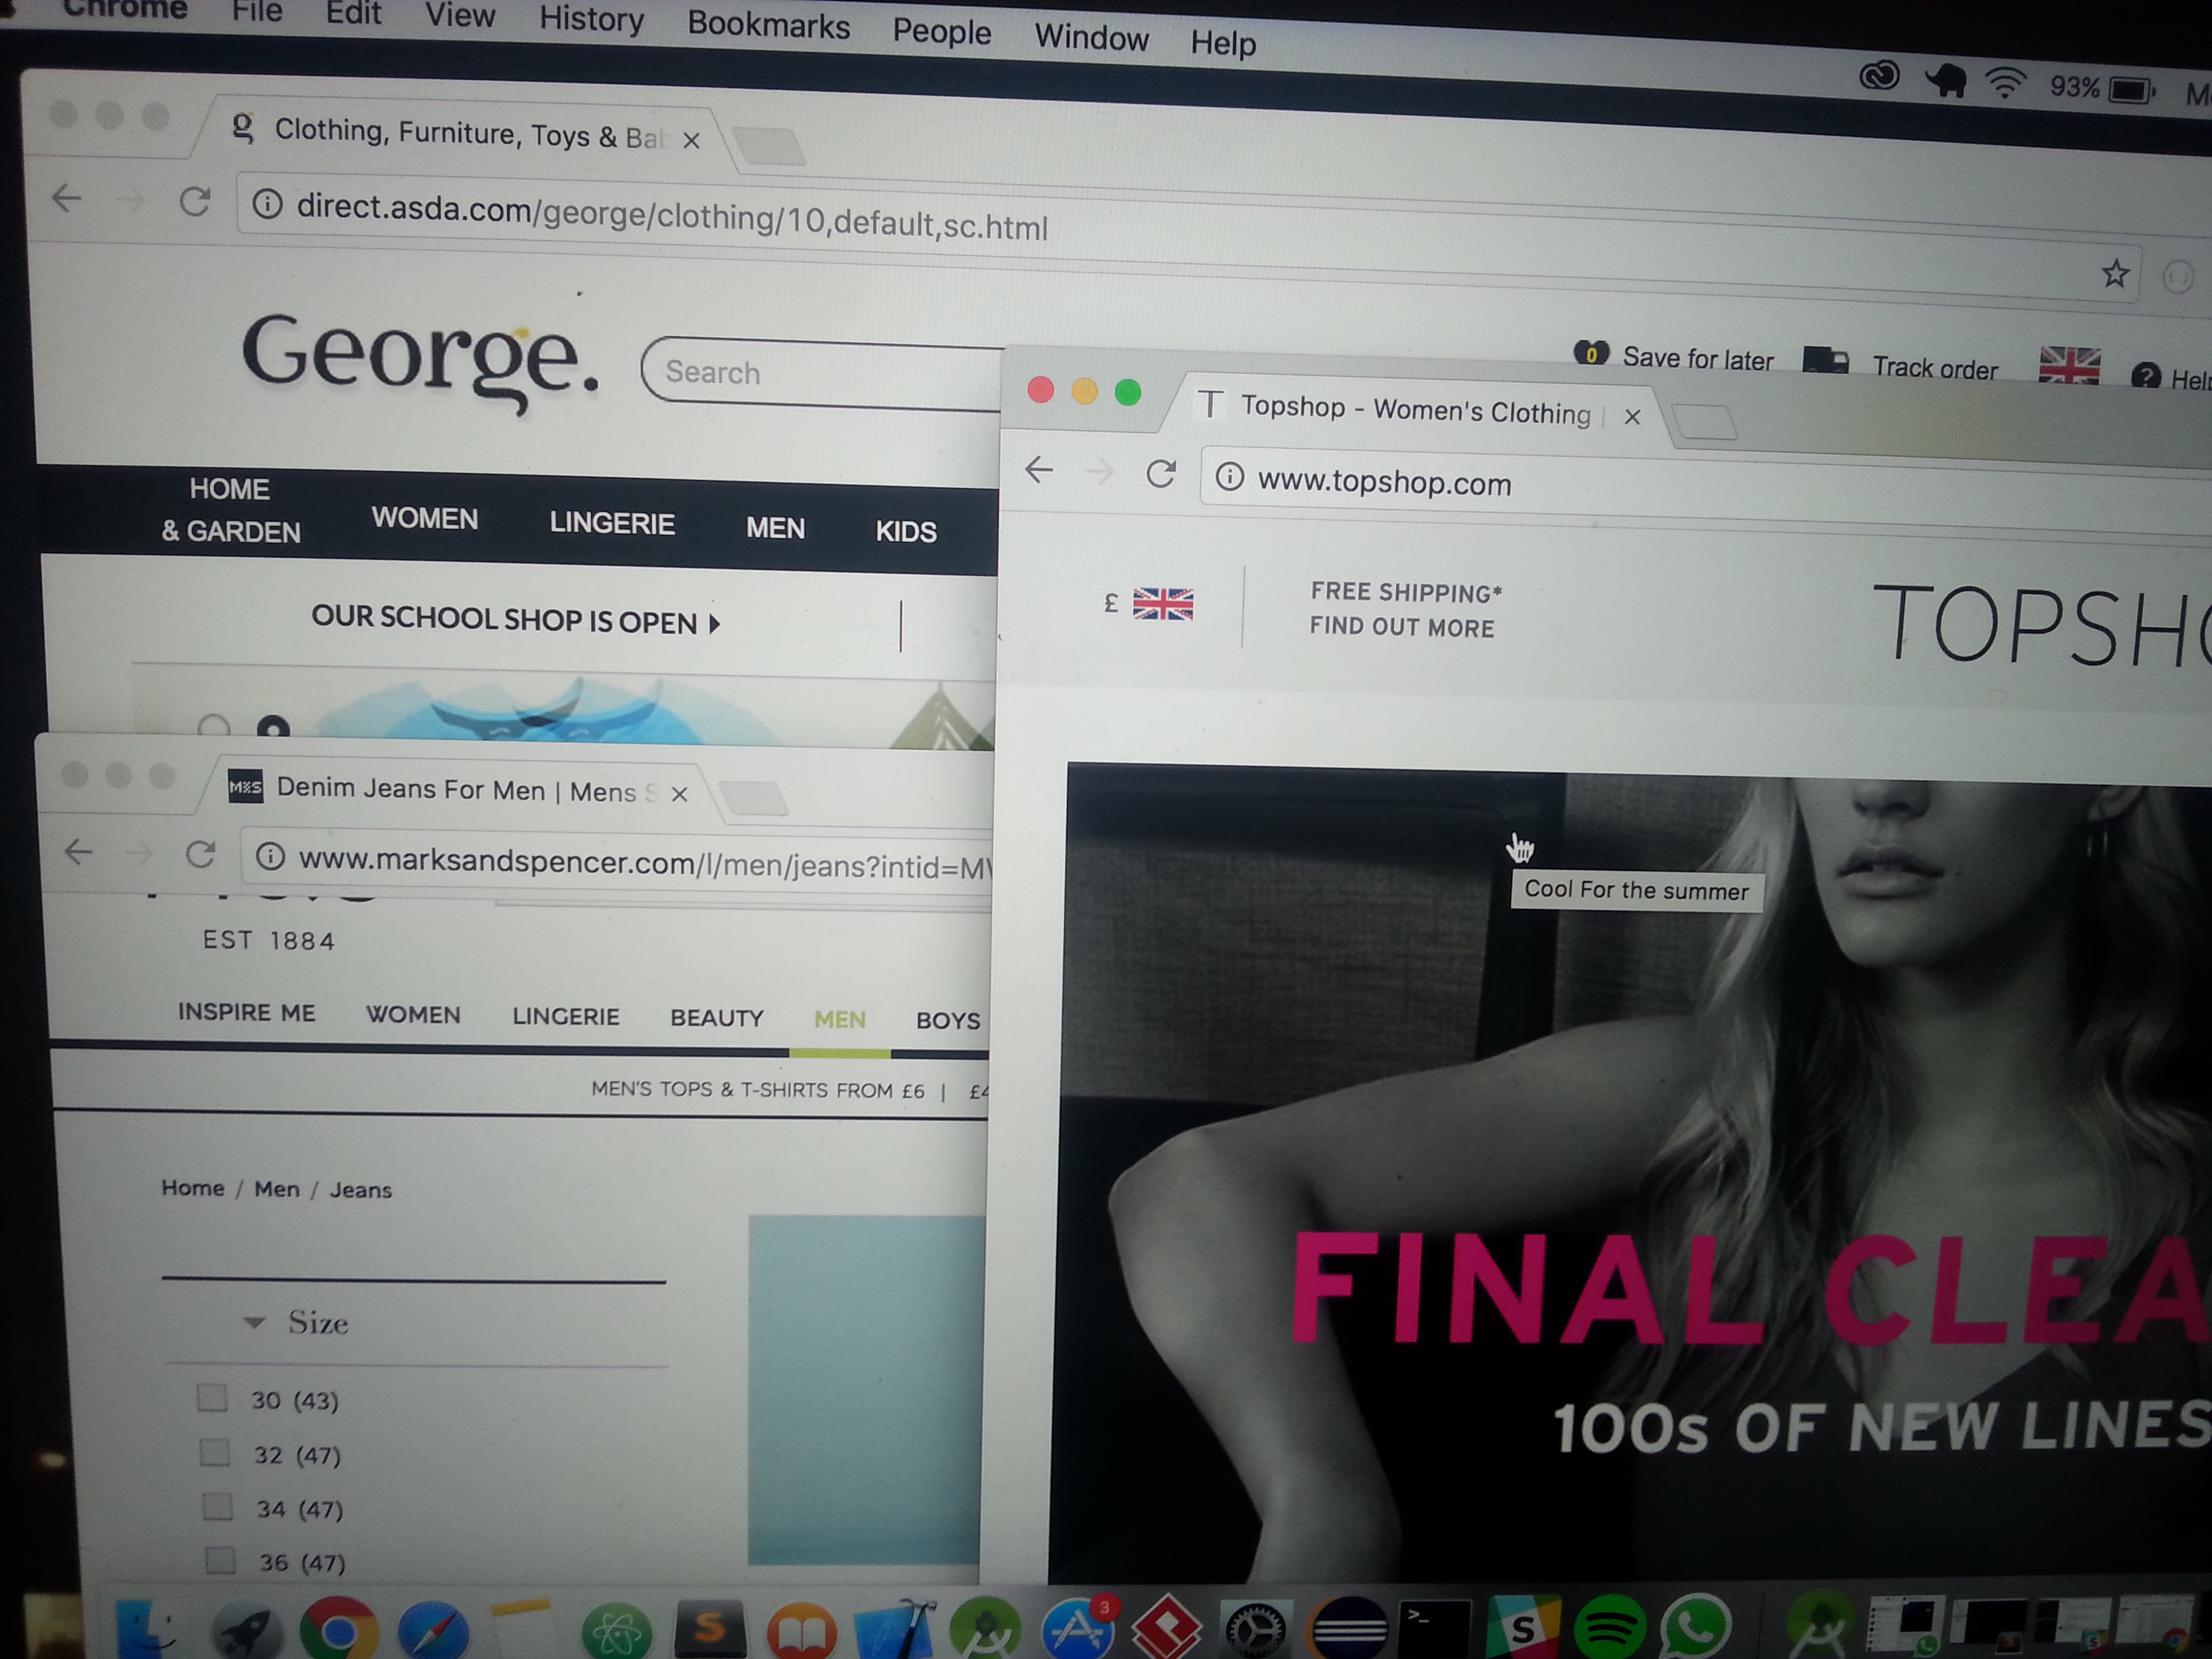 Chrome File Edit View History Bookmarks People Window Help
93%
Clothing, Furniture, Toys & Bab
direct.asda.com/george/clothing/10,default,sc.html
George.
Search
0 Save for later Track order
HOME & GARDEN WOMEN LINGERIE MEN KIDS
OUR SCHOOL SHOP IS OPEN
T Topshop - Women's Clothing |
www.topshop.com
£
FREE SHIPPING*
FIND OUT MORE
TOPSHO
Cool For the summer
FINAL CLEA
100s OF NEW LINES
M&S Denim Jeans For Men | Mens S
www.marksandspencer.com/l/men/jeans?intid=M
EST 1884
INSPIRE ME WOMEN LINGERIE BEAUTY MEN BOYS
MEN'S TOPS & T-SHIRTS FROM £6 | £4
Home / Men / Jeans
Size
30 (43)
32 (47)
34 (47)
36 (47)
3